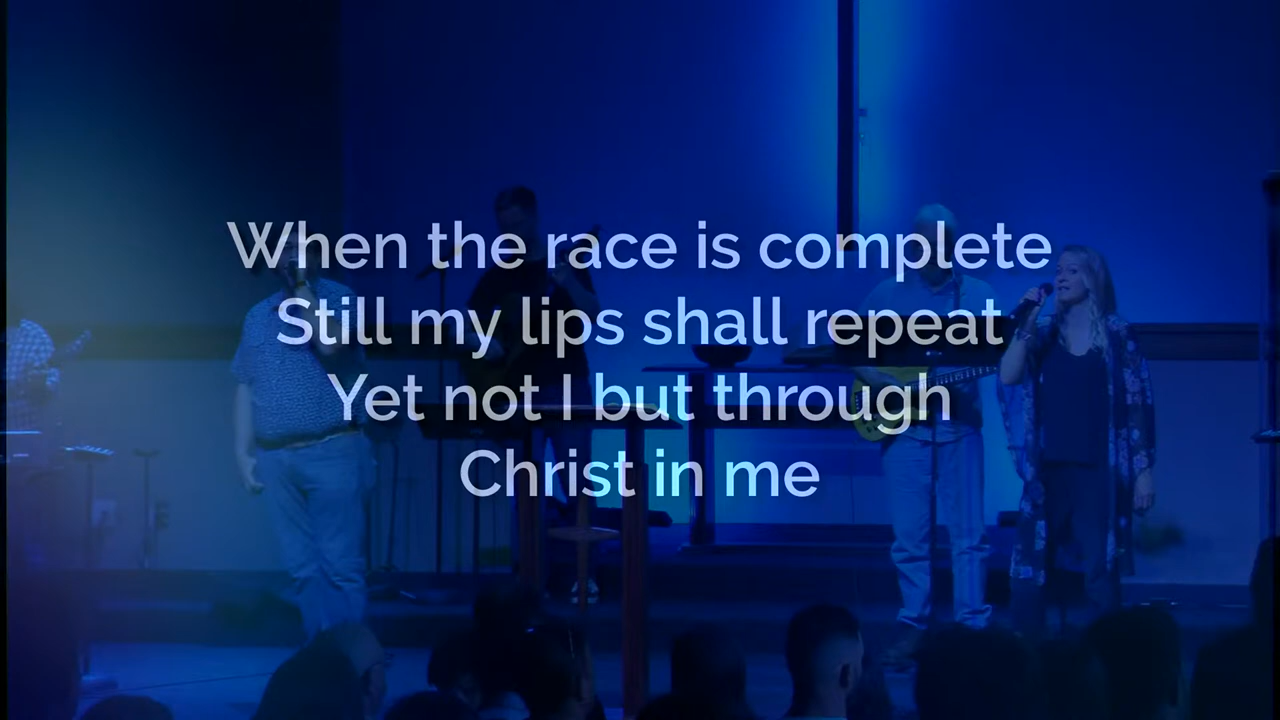 When the race is complete
Still my lips shall repeat
Yet not I but through
Christ in me